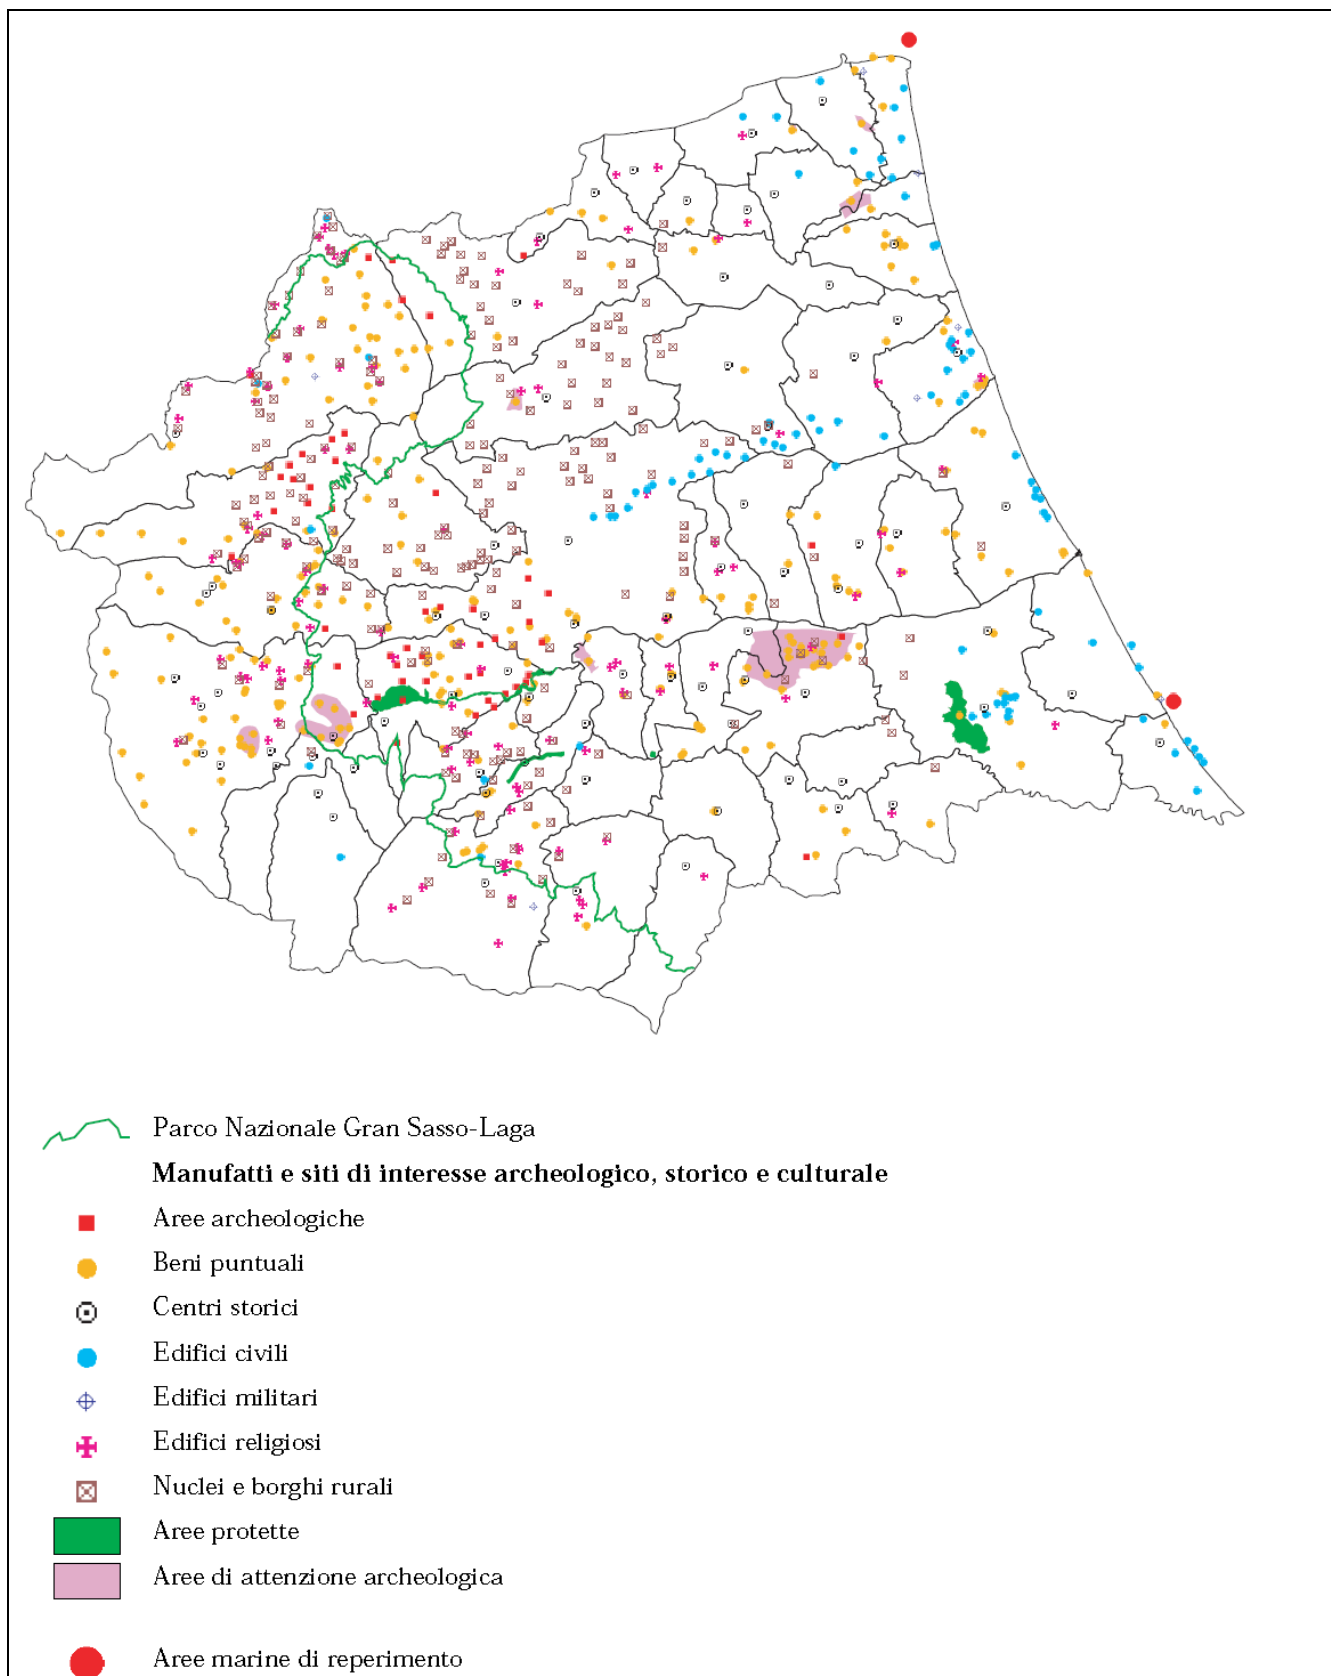 Parco Nazionale Gran Sasso-Laga
Manufatti e siti di interesse archeologico, storico e culturale
Aree archeologiche
Beni puntuali
Centri storici
Edifici civili
Edifici militari
Edifici religiosi
Nuclei e borghi rurali
Aree protette
Aree di attenzione archeologica
Aree marine di reperimento